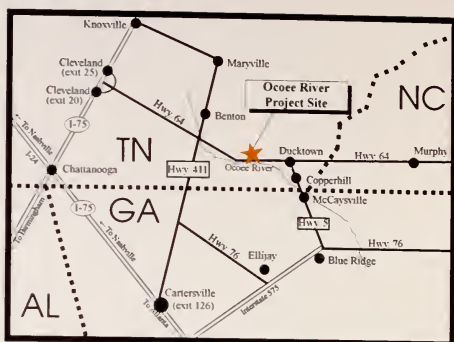 Knoxville
Cleveland
(exit 25)
Cleveland
(exit 20)
Maryville
Ocoee River
Project Site
NC
Benton
Hwy 64
I-75
To Nashville
I-24
TN
Chattanooga
Hwy 411
Ocoee River
Ducktown
Hwy 64
Murphy
Copperhill
McCaysville
To Birmingham
I-75
GA
To Nashville
Hwy 5
Hwy 76
Hwy 76
Ellijay
Blue Ridge
Interstate 575
AL
Cartersville
(exit 126)
To Atlanta